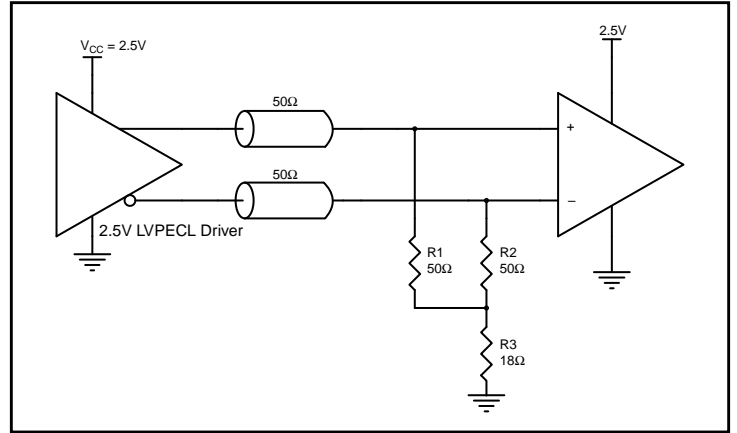 V_CC = 2.5V
2.5V
50Ω
50Ω
+
–
2.5V LVPECL Driver
R1
50Ω
R2
50Ω
R3
18Ω